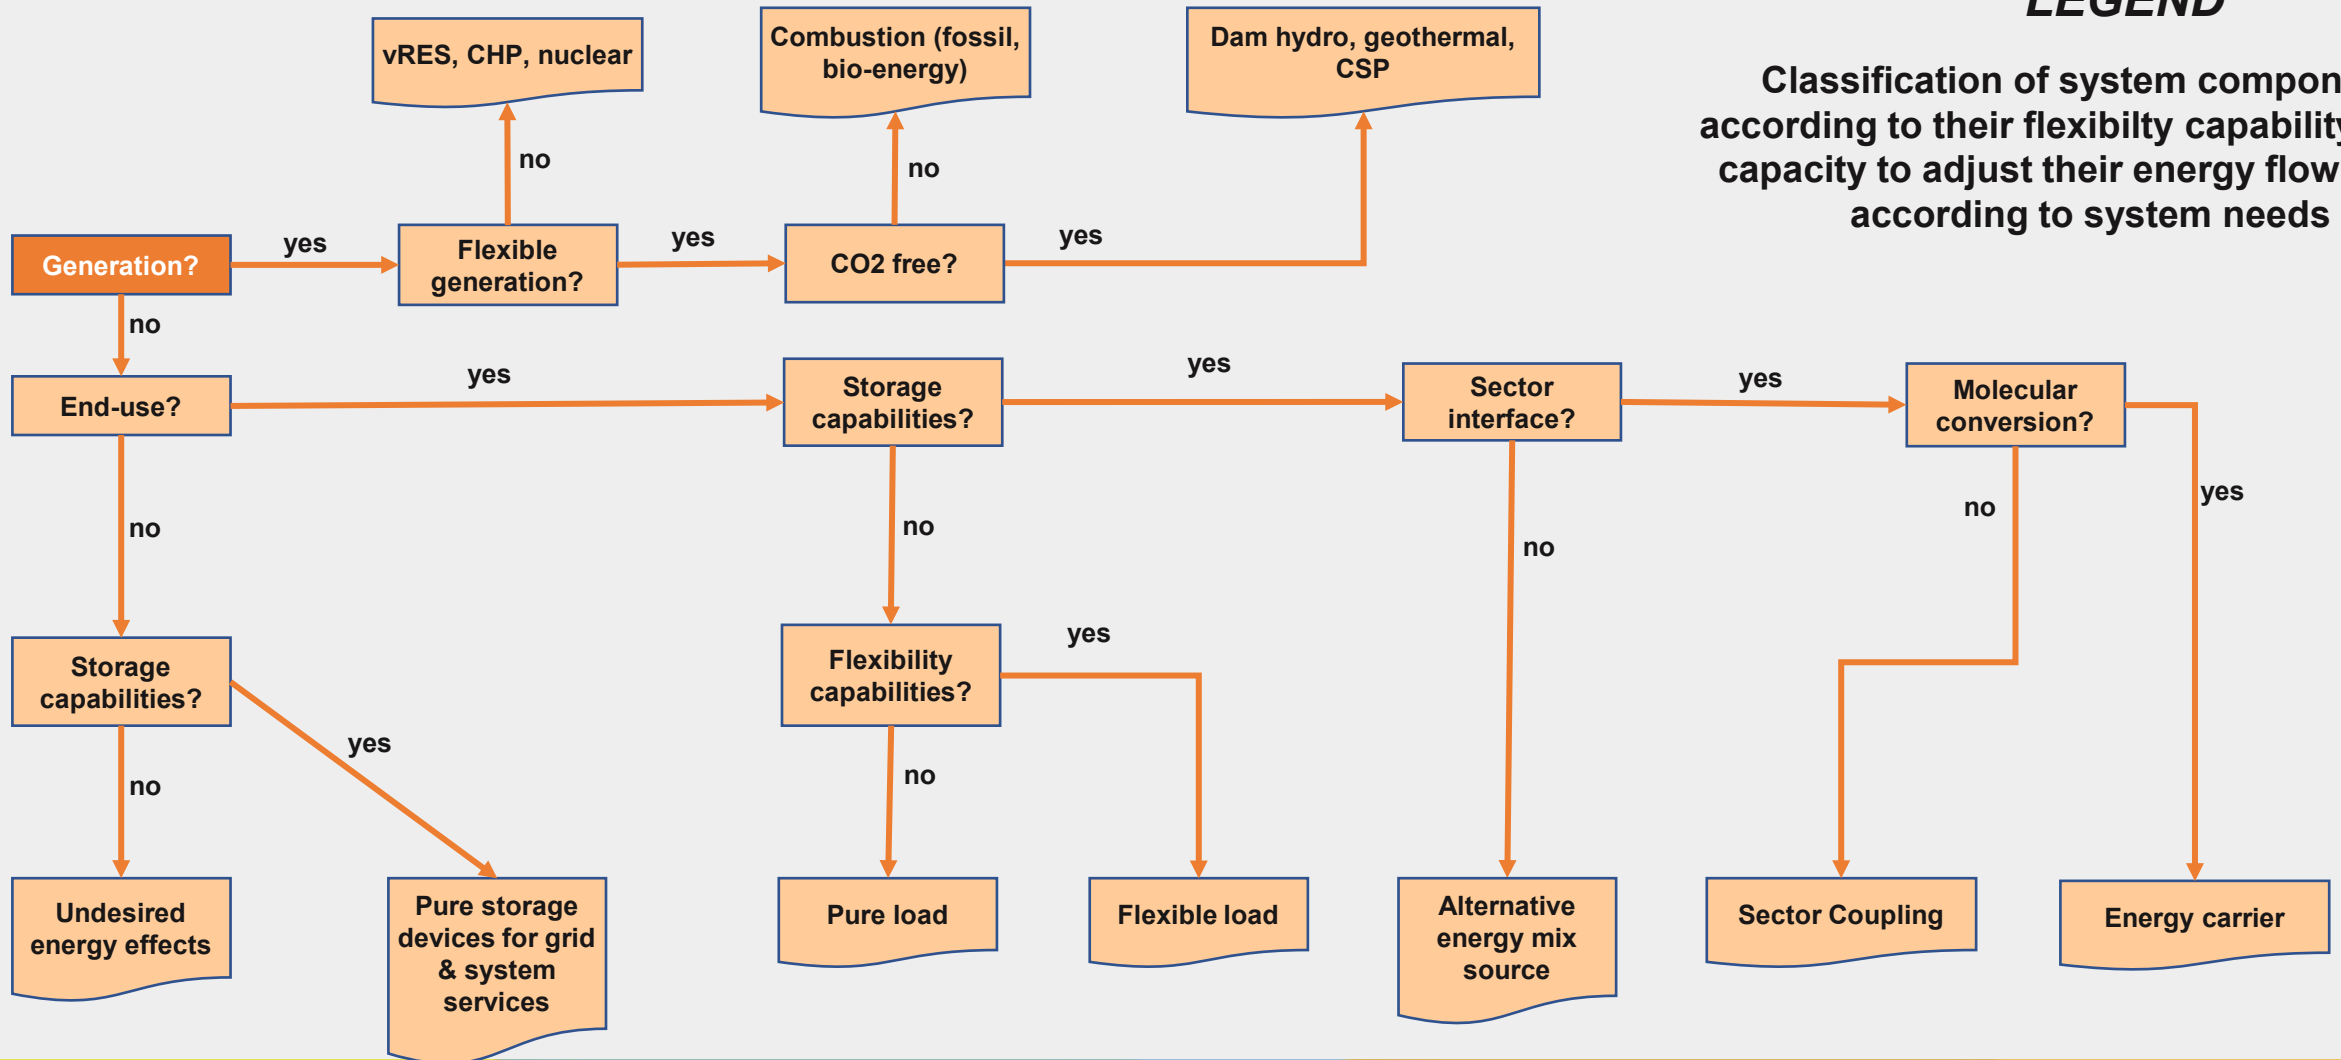 LEGEND
Classification of system compon
according to their flexibilty capability
capacity to adjust their energy flow
according to system needs
vRES, CHP, nuclear
Combustion (fossil,
bio-energy)
Dam hydro, geothermal,
CSP
no
no
Generation?
yes
Flexible
generation?
yes
CO2 free?
yes
no
End-use?
yes
Storage
capabilities?
yes
Sector
interface?
yes
Molecular
conversion?
no
no
no
no
yes
Storage
capabilities?
Flexibility
capabilities?
yes
no
yes
no
Undesired
energy effects
Pure storage
devices for grid
& system
services
Pure load
Flexible load
Alternative
energy mix
source
Sector Coupling
Energy carrier